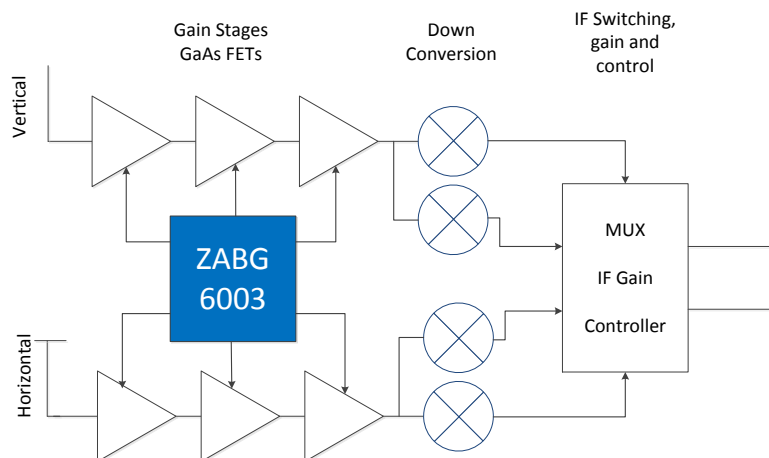 Gain Stages
GaAs FETs
Down
Conversion
IF Switching,
gain and
control
Vertical
ZABG
6003
MUX
IF Gain
Controller
Horizontal